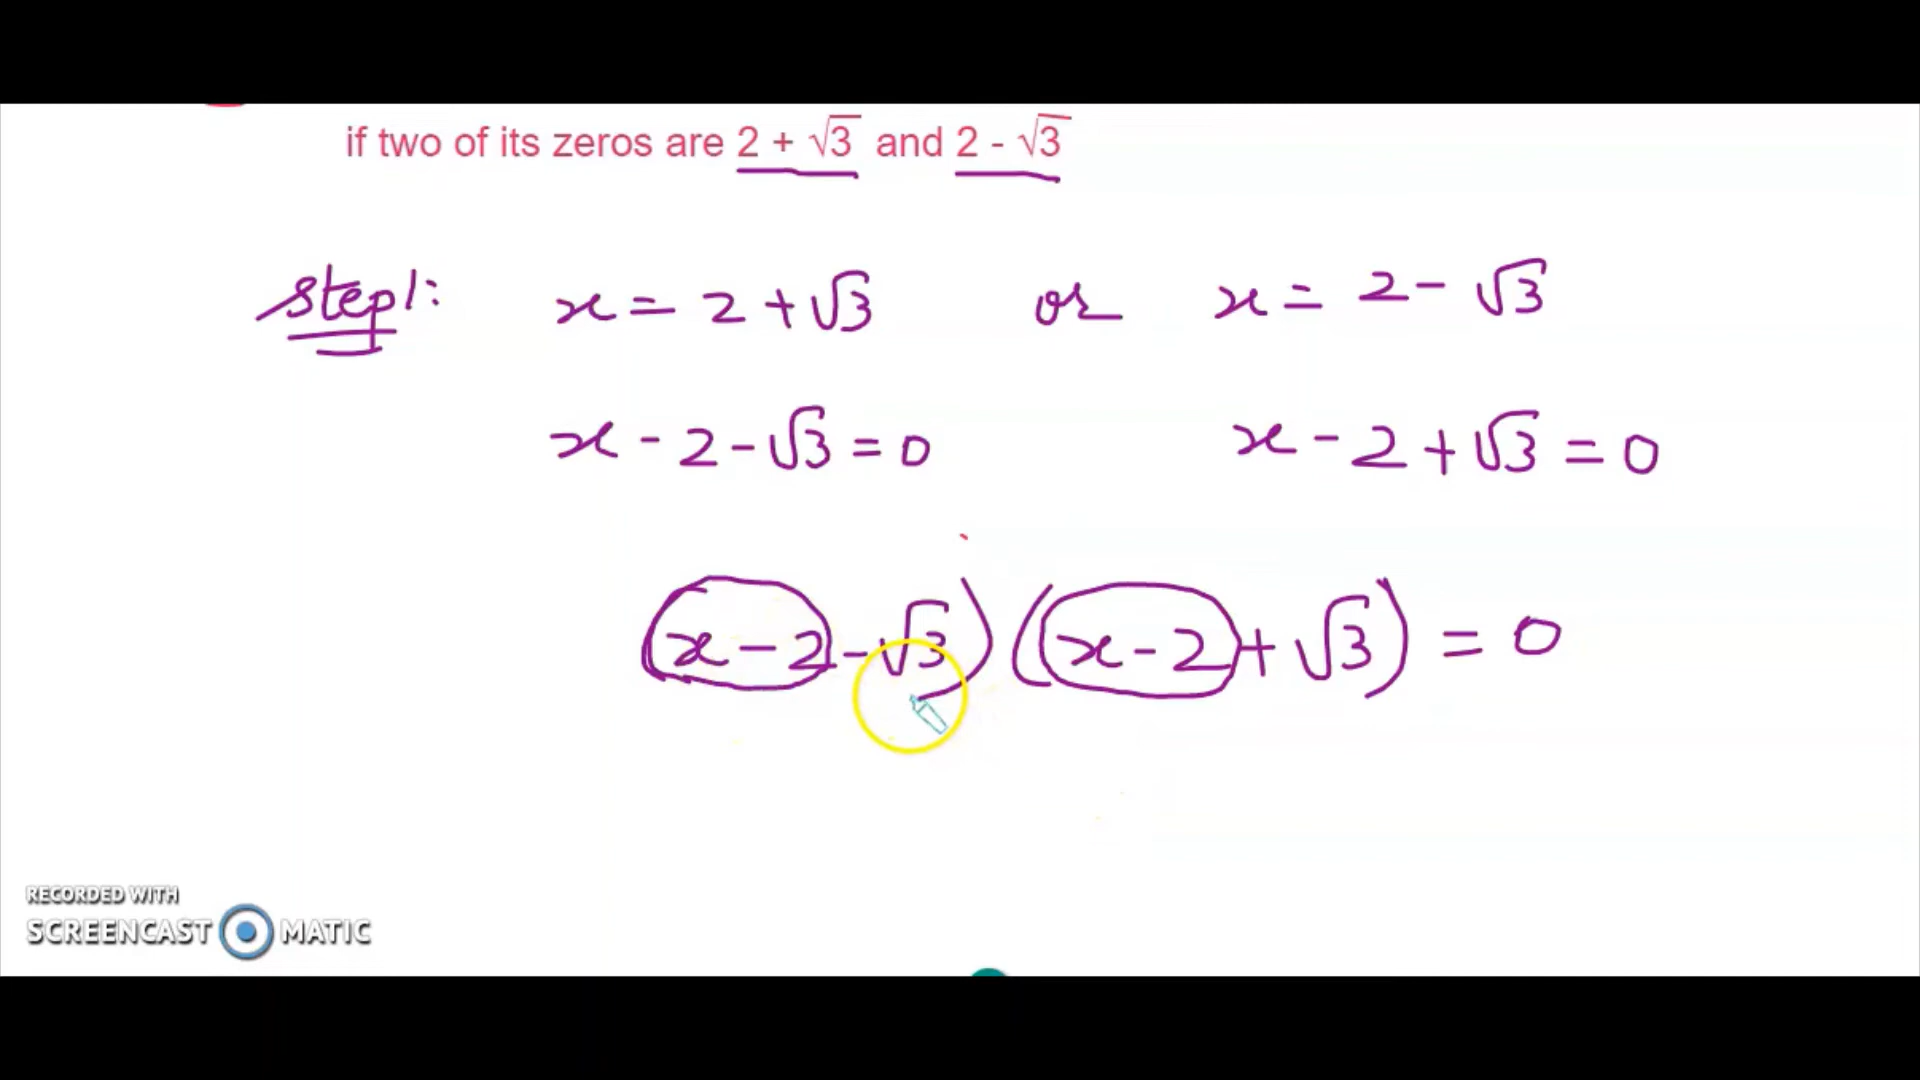 if two of its zeros are 2 + √3 and 2 - √3
Step1: x = 2 + √3 or x = 2 - √3
x - 2 - √3 = 0 x - 2 + √3 = 0
(x - 2 - √3) (x - 2 + √3) = 0
RECORDED WITH
SCREENCAST MATIC